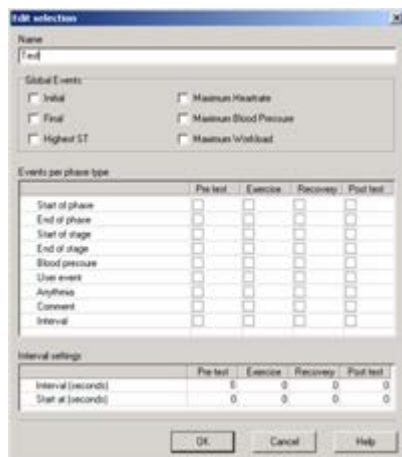 Edit selection
Name
Test
Global Events
Initial
Maximum Heartrate
Final
Maximum Blood Pressure
Highest ST
Maximum Workload
Events per phase type
Pre test Exercise Recovery Post test
Start of phase
End of phase
Start of stage
End of stage
Blood pressure
User event
Arrythmia
Comment
Interval
Interval settings
Pre test Exercise Recovery Post test
Interval (seconds) 0 0 0 0
Start at (seconds) 0 0 0 0
OK Cancel Help